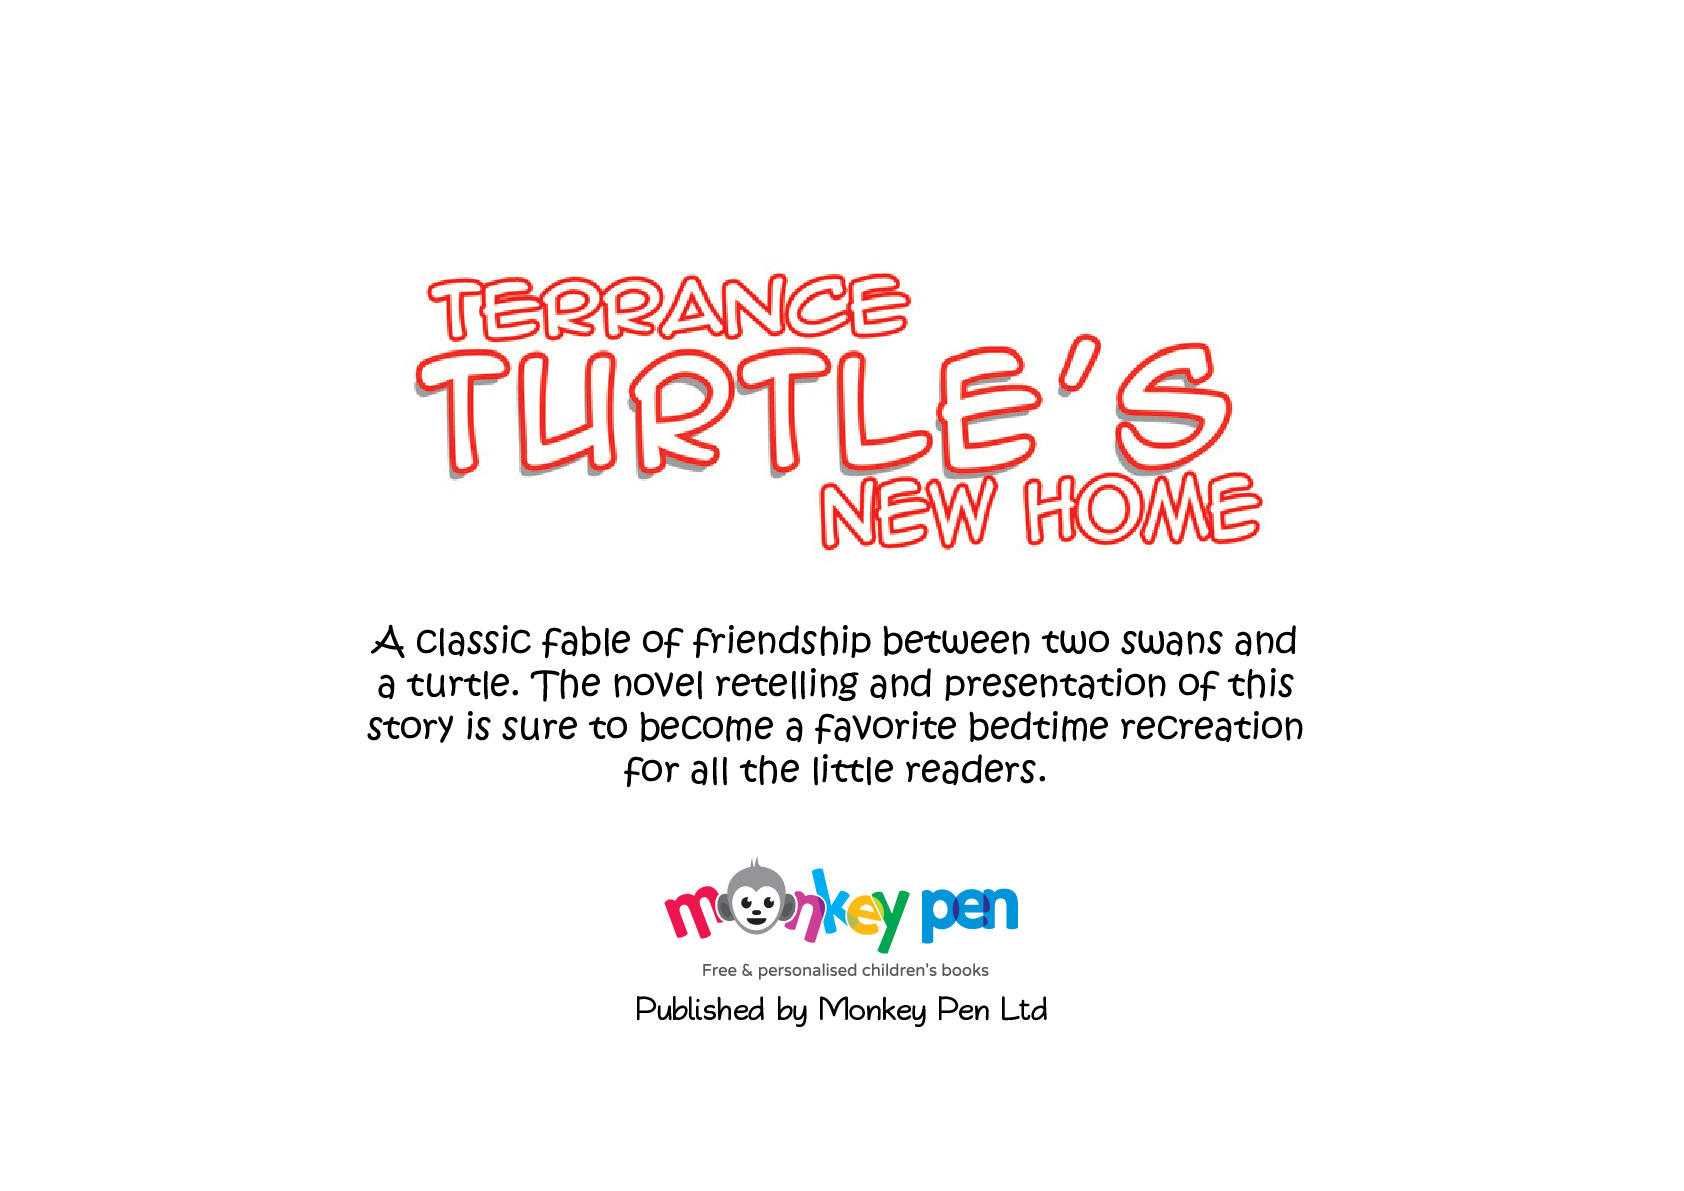 TERRANCE
TURTLE'S
NEW HOME
A classic fable of friendship between two swans and
a turtle. The novel retelling and presentation of this
story is sure to become a favorite bedtime recreation
for all the little readers.
monkey pen
Free & personalised children's books
Published by Monkey Pen Ltd